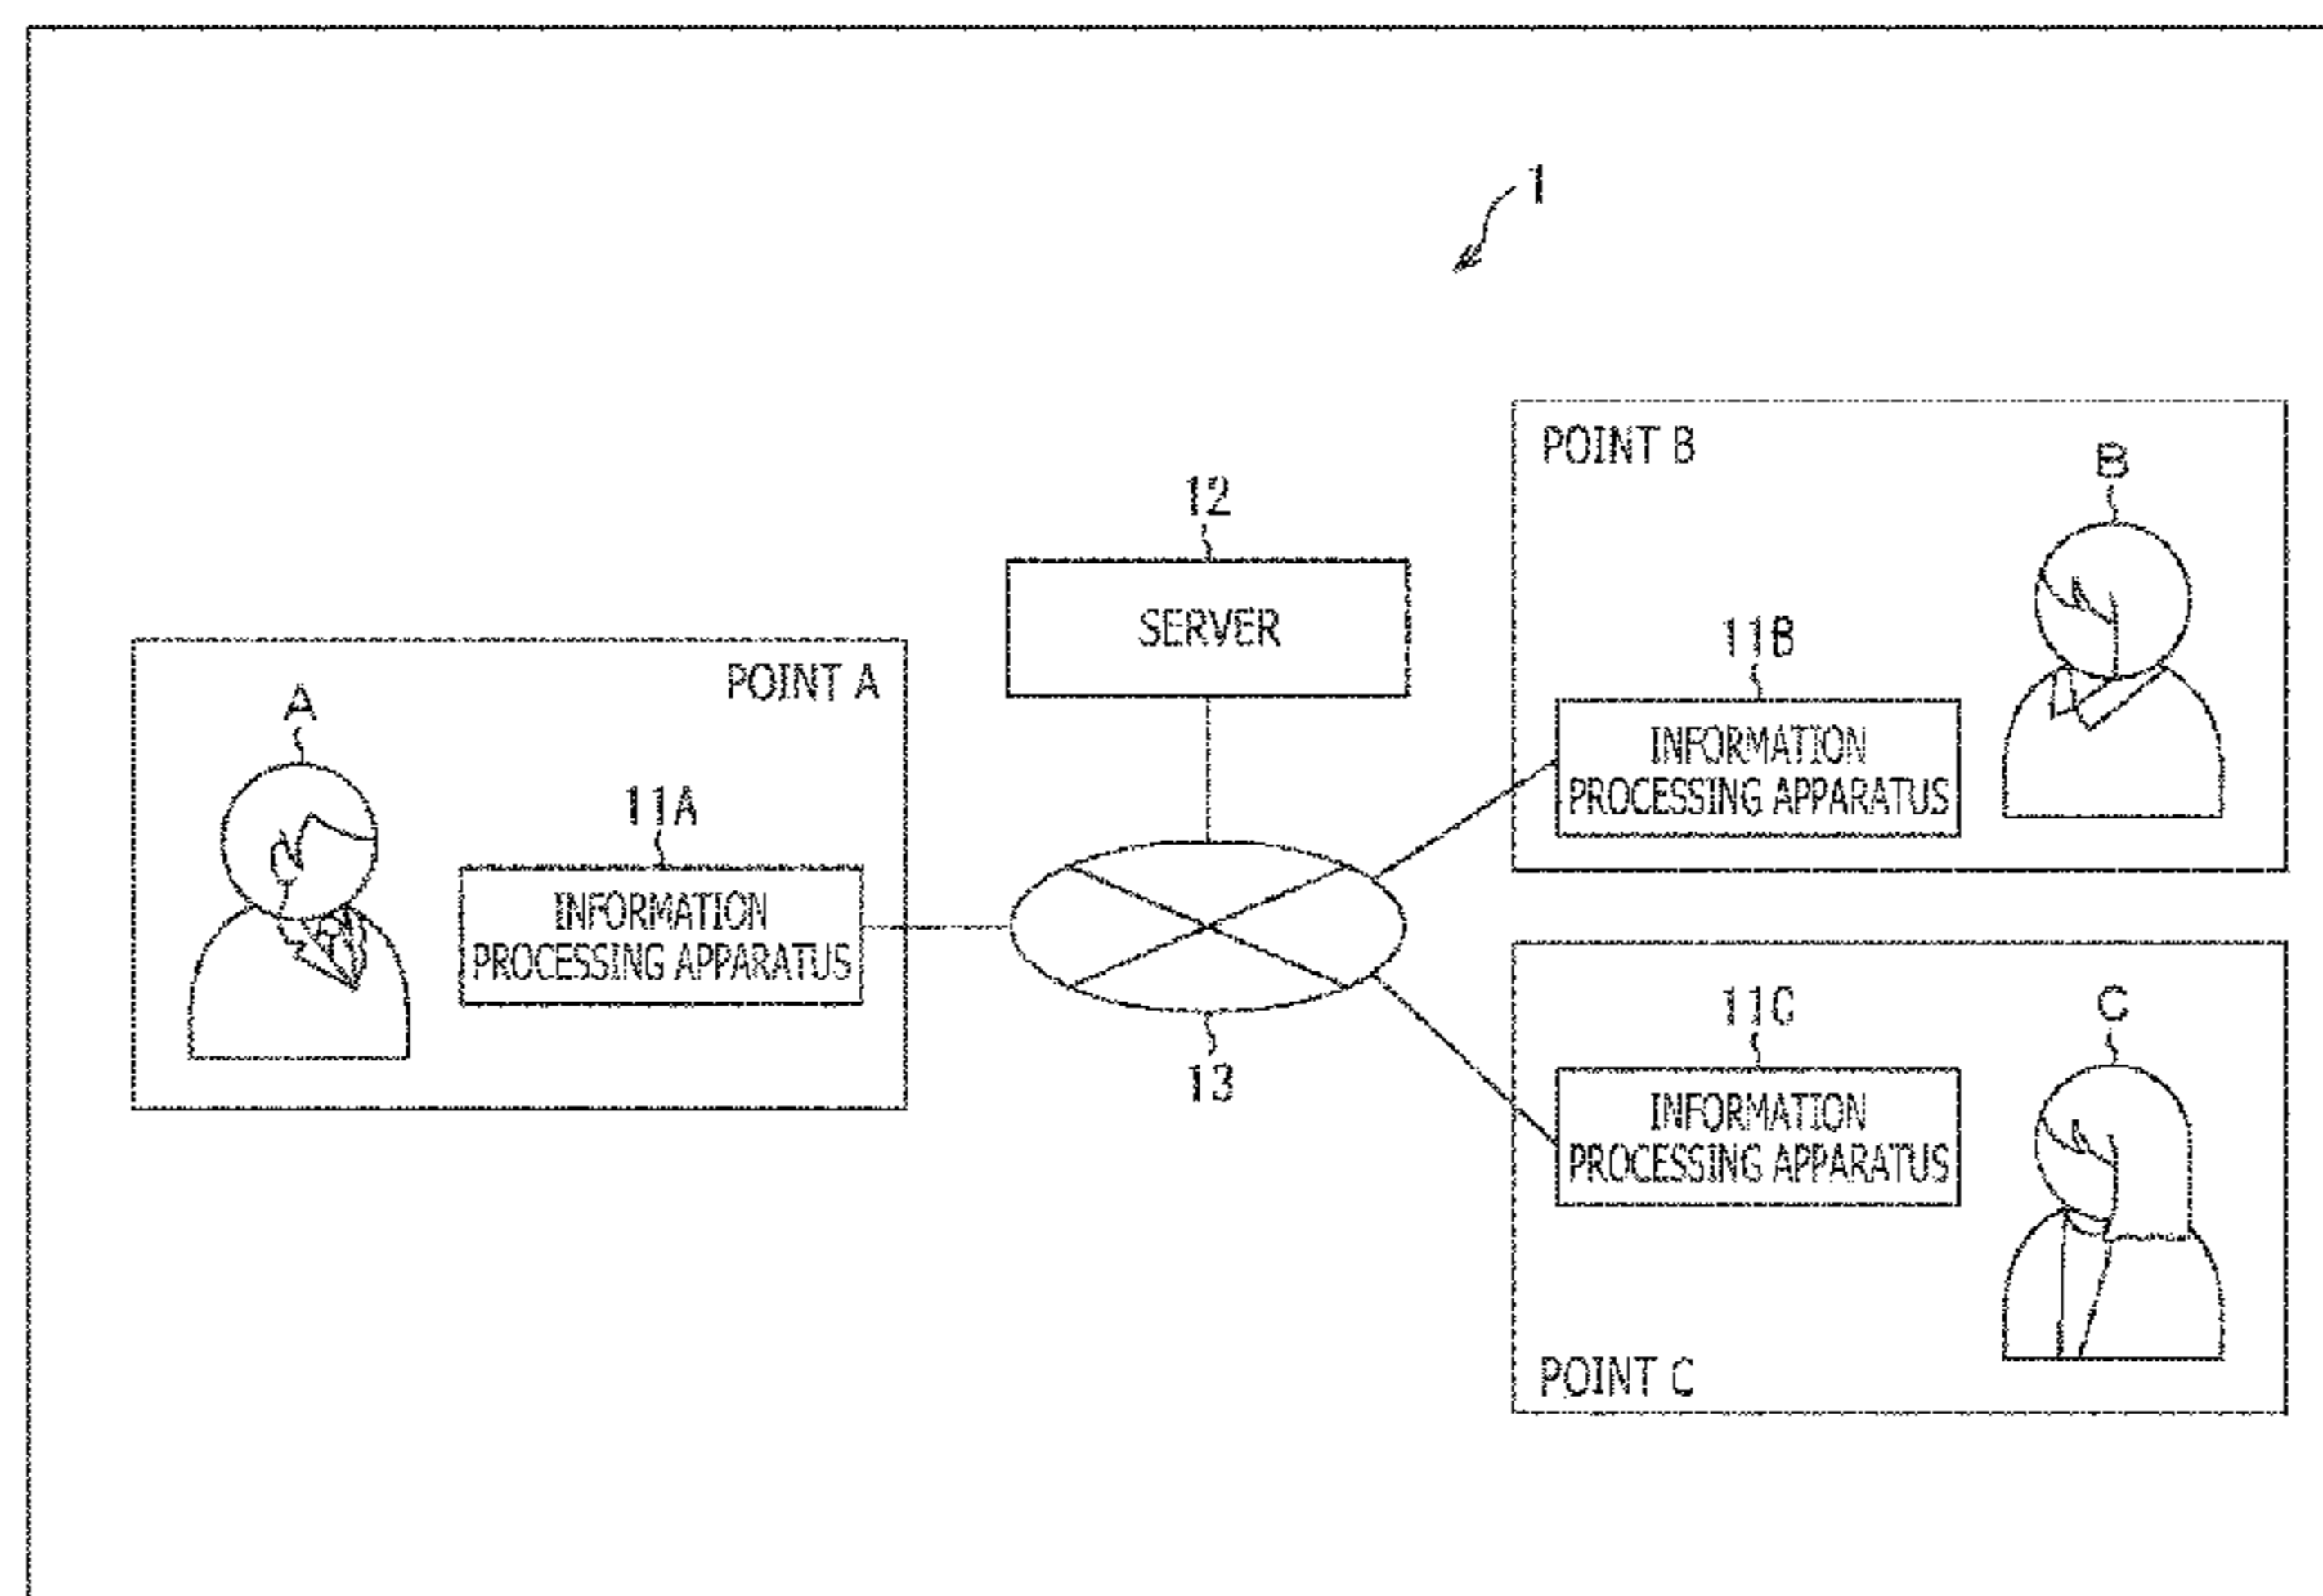 1
POINT B
B
12
SERVER
11B
POINT A
A
INFORMATION
PROCESSING APPARATUS
11A
INFORMATION
PROCESSING APPARATUS
11C
C
13
INFORMATION
PROCESSING APPARATUS
POINT C